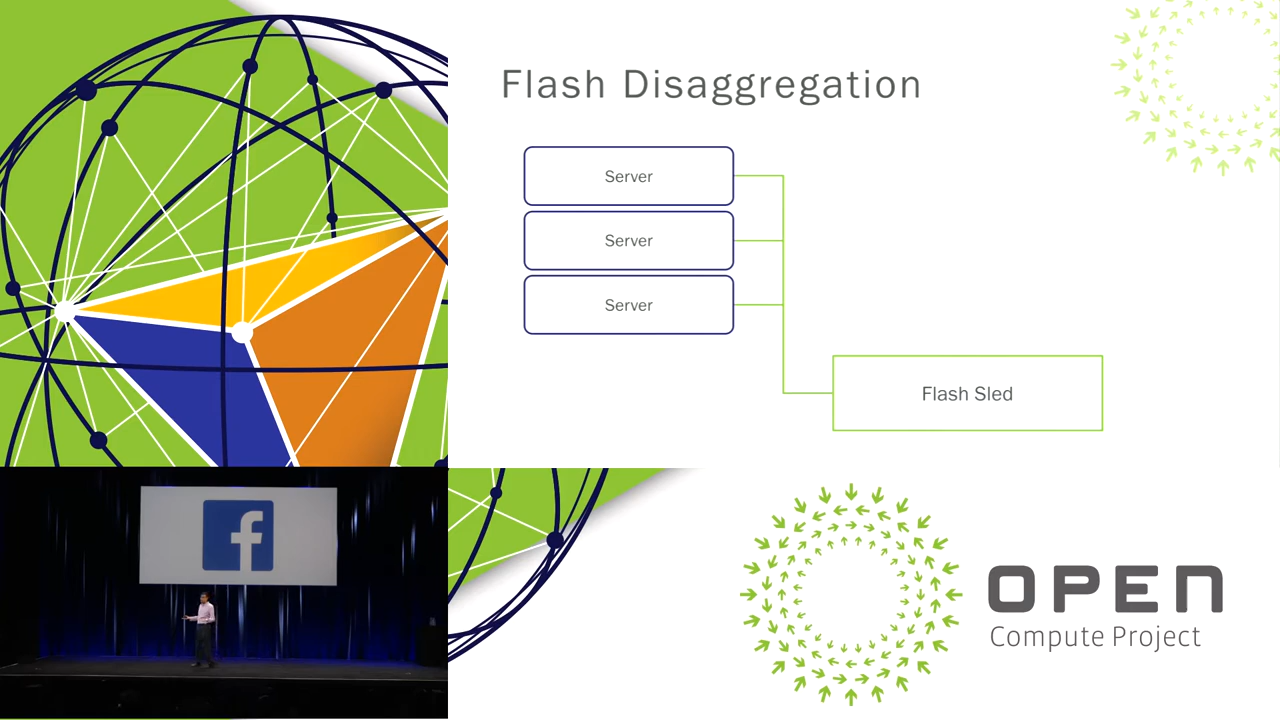 Flash Disaggregation
Server
Server
Server
Flash Sled
f
OPEN
Compute Project